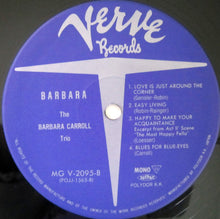 Verve
Records
BARBARA
The
BARBARA CARROLL
Trio
MG V-2095-B
(POJJ-1563-B)
1. LOVE IS JUST AROUND THE
CORNER
(Gensler-Robin)
2. EASY LIVING
(Robin-Rainger)
3. HAPPY TO MAKE YOUR
ACQUAINTANCE
Excerpt from Act II Scene
"The Most Happy Fella"
(Loesser)
4. BLUES FOR BLUE-EYES
(Carroll)
MONO
POLYDOR K.K.